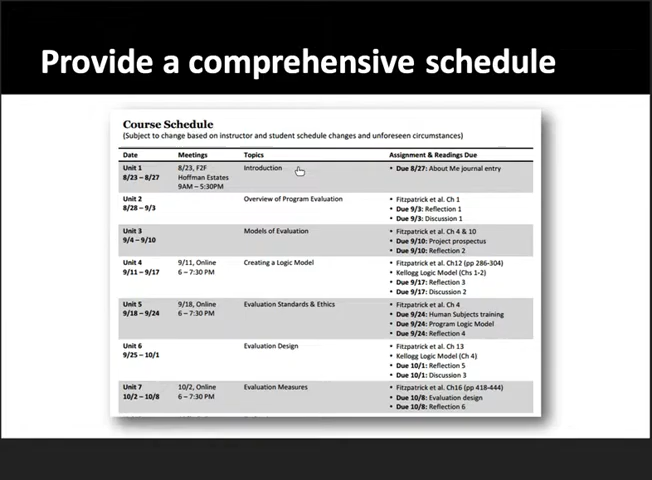 Provide a comprehensive schedule
Course Schedule
(Subject to change based on instructor and student schedule changes and unforeseen circumstances)
Date Meetings Topics Assignment & Readings Due
Unit 1 8/23, F2F Introduction • Due 8/27: About Me journal entry
8/23 – 8/27 Hoffman Estates
9AM – 5:30PM
Unit 2 Overview of Program Evaluation • Fitzpatrick et al. Ch 1
8/28 - 9/3 • Due 9/3: Reflection 1
• Due 9/3: Discussion 1
Unit 3 Models of Evaluation • Fitzpatrick et al. Ch 4 & 10
9/4 – 9/10 • Due 9/10: Project prospectus
• Due 9/10: Reflection 2
Unit 4 9/11, Online Creating a Logic Model • Fitzpatrick et al. Ch12 (pp 286-304)
9/11 – 9/17 6 – 7:30 PM • Kellogg Logic Model (Chs 1-2)
• Due 9/17: Reflection 3
• Due 9/17: Discussion 2
Unit 5 9/18, Online Evaluation Standards & Ethics • Fitzpatrick et al. Ch 4
9/18 – 9/24 6 – 7:30 PM • Due 9/24: Human Subjects training
• Due 9/24: Program Logic Model
• Due 9/24: Reflection 4
Unit 6 Evaluation Design • Fitzpatrick et al. Ch 13
9/25 – 10/1 • Kellogg Logic Model (Ch 4)
• Due 10/1: Reflection 5
• Due 10/1: Discussion 3
Unit 7 10/2, Online Evaluation Measures • Fitzpatrick et al. Ch16 (pp 418-444)
10/2 – 10/8 6 – 7:30 PM • Due 10/8: Evaluation design
• Due 10/8: Reflection 6